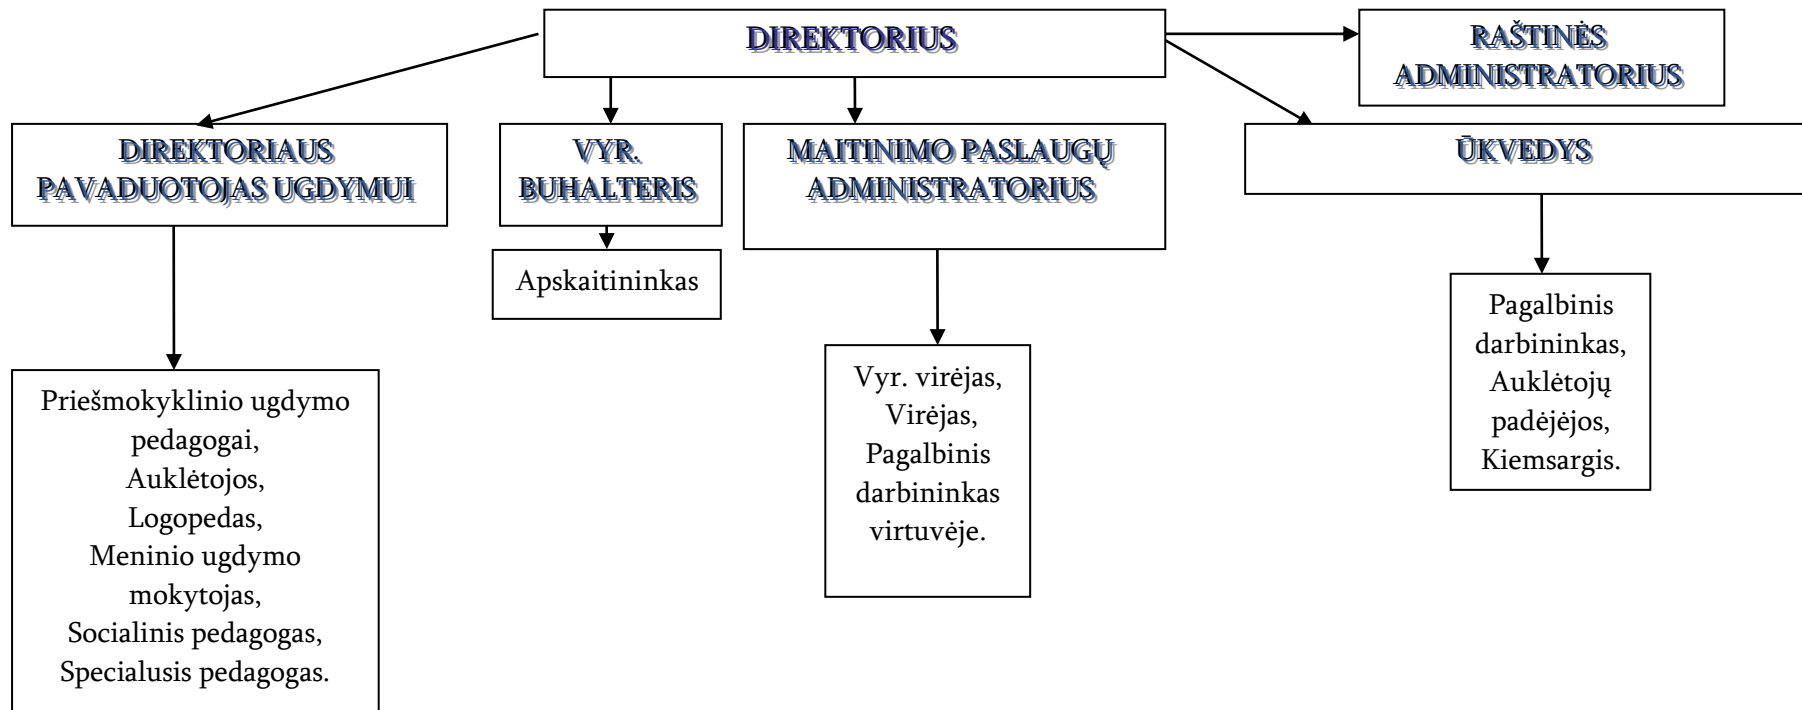 DIREKTORIUS
RAŠTINĖS
ADMINISTRATORIUS
DIREKTORIAUS
PAVADUOTOJAS UGDYMUI
VYR.
BUHALTERIS
MAITINIMO PASLAUGŲ
ADMINISTRATORIUS
ŪKVEDYS
Apskaitininkas
Priešmokyklinio ugdymo
pedagogai,
Auklėtojos,
Logopedas,
Meninio ugdymo
mokytojas,
Socialinis pedagogas,
Specialusis pedagogas.
Vyr. virėjas,
Virėjas,
Pagalbinis
darbininkas
virtuvėje.
Pagalbinis
darbininkas,
Auklėtojų
padėjėjos,
Kiemsargis.